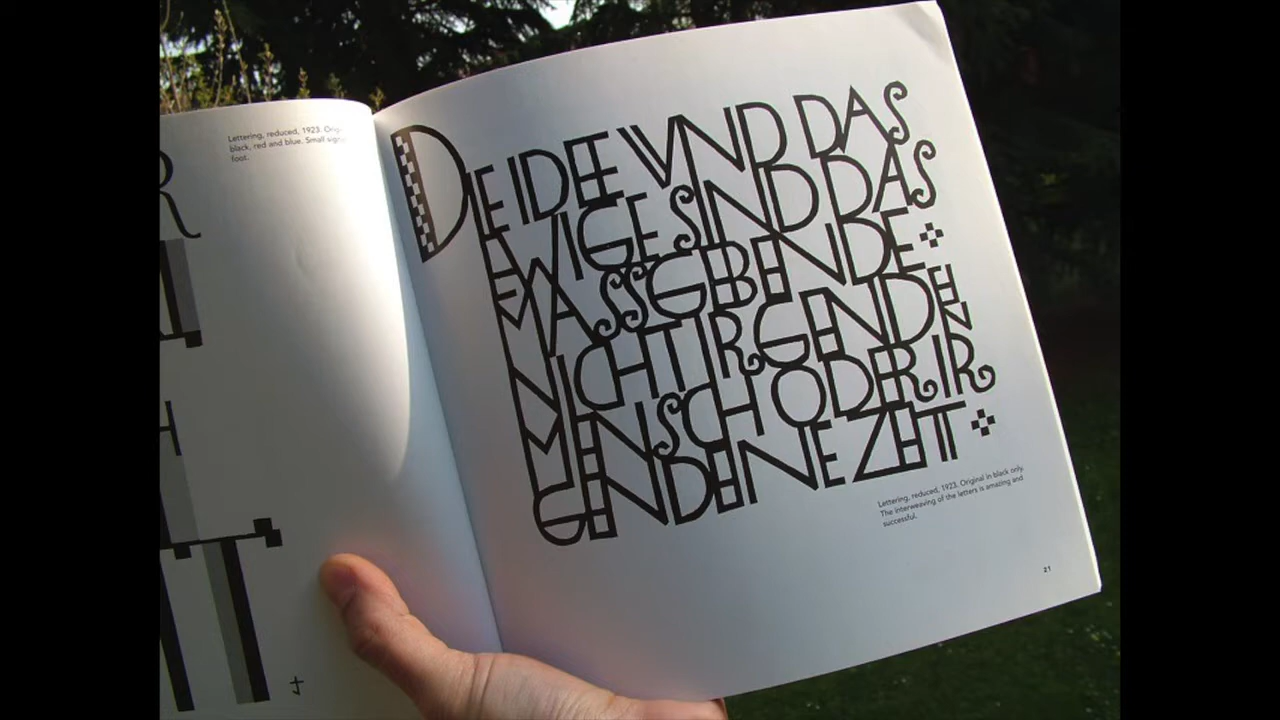 Lettering, reduced, 1923.
black, red and blue. Small
foot.
R
H
T
DIE IDEE VND DAS
EWIGE SIND DAS
MASSGEBENDE
NICHT IRGENDEIN
MENSCH ODER IR
GENDEINE ZEIT
Lettering, reduced, 1923. Original in black only.
The interweaving of the letters is amazing and
successful.
21